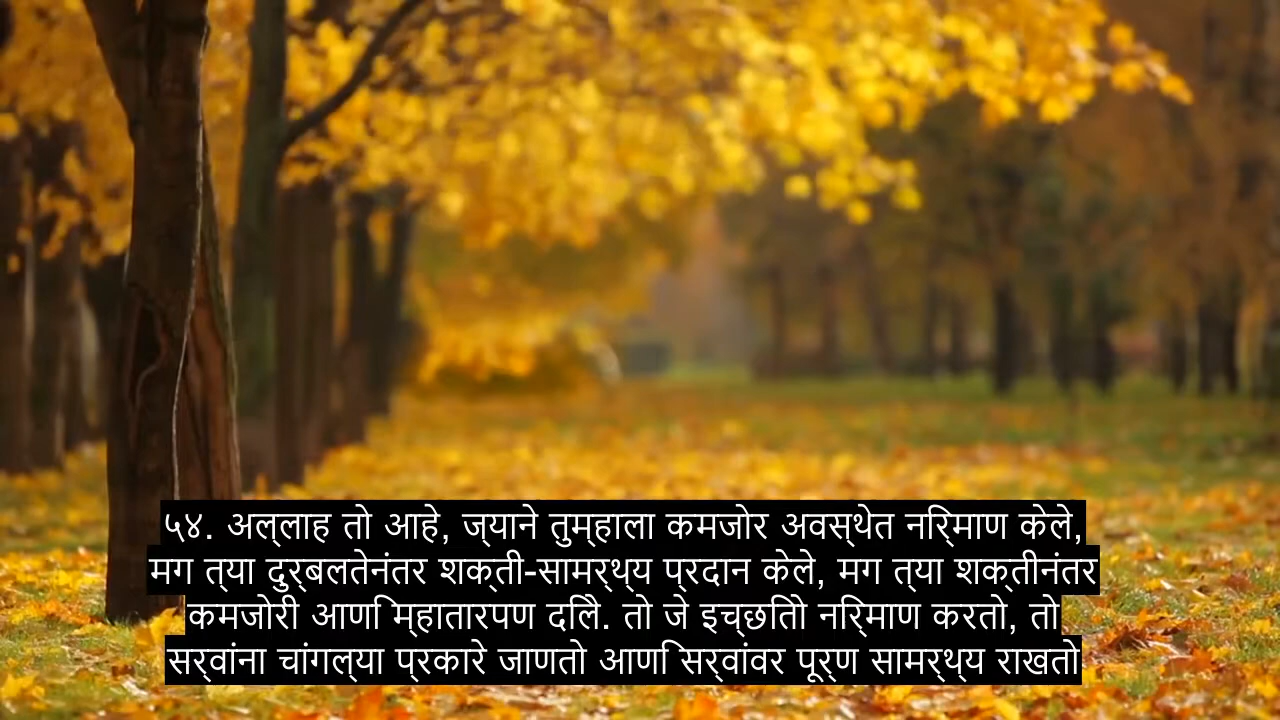 ५४. अल्लाह तो आहे, ज्याने तुम्हाला कमजोर अवस्थेत निर्माण केले,
मग त्या दुर्बलतेनंतर शक्ती-सामर्थ्य प्रदान केले, मग त्या शक्तीनंतर
कमजोरी आणि म्हातारपण दिले. तो जे इच्छितो निर्माण करतो, तो
सर्वांना चांगल्या प्रकारे जाणतो आणि सर्वांवर पूर्ण सामर्थ्य राखतो